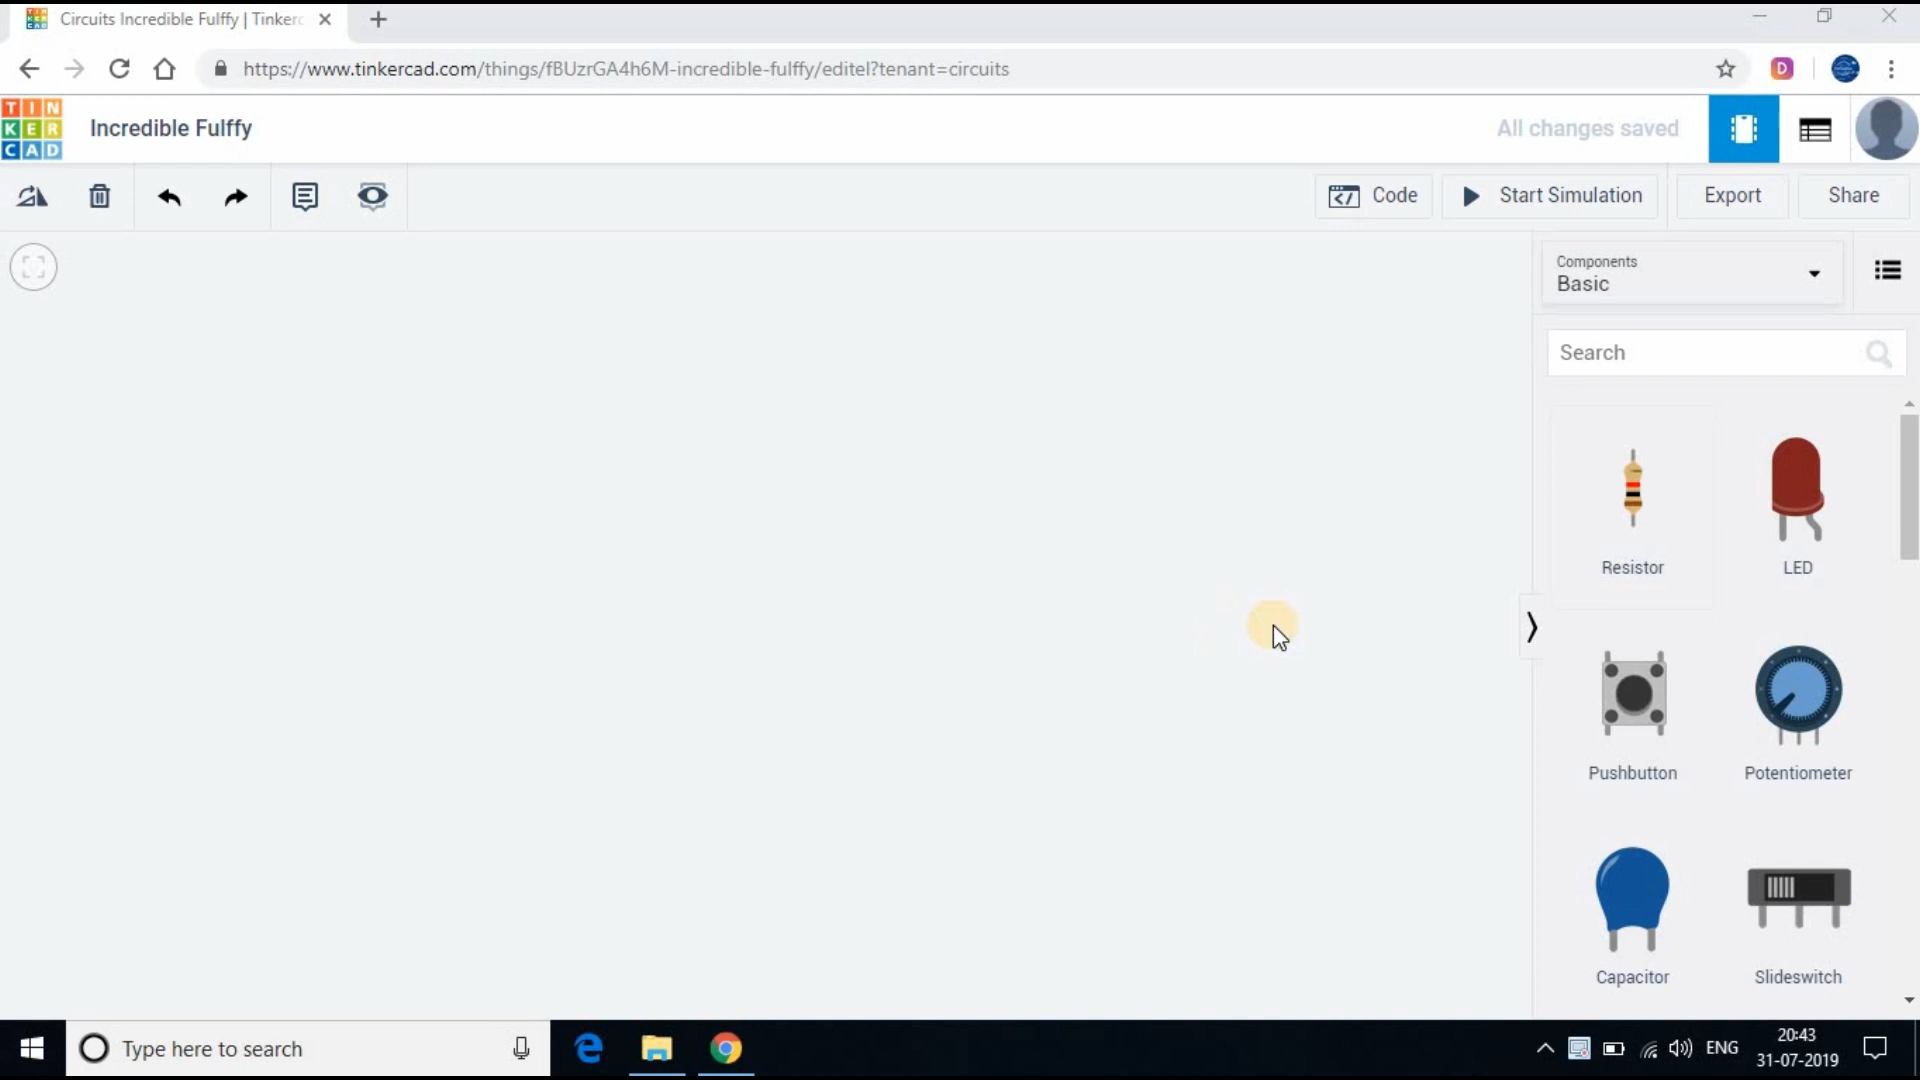 Circuits Incredible Fulffy | Tinkerc
https://www.tinkercad.com/things/fBUzrGA4h6M-incredible-fulffy/editel?tenant=circuits
D
TIN
KER
CAD
Incredible Fulffy
All changes saved
Code
Start Simulation
Export
Share
Components
Basic
Search
Resistor
LED
Pushbutton
Potentiometer
Capacitor
Slideswitch
Type here to search
ENG
20:43
31-07-2019